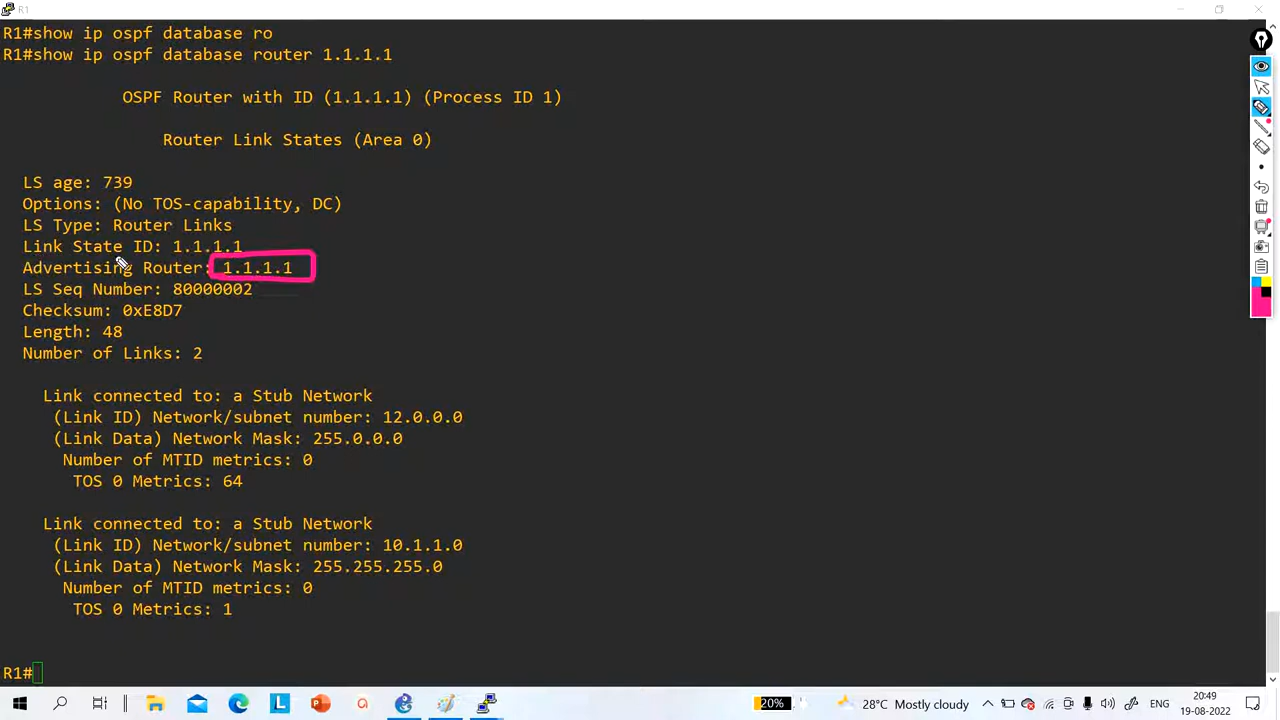 R1
R1#show ip ospf database ro
R1#show ip ospf database router 1.1.1.1
OSPF Router with ID (1.1.1.1) (Process ID 1)
Router Link States (Area 0)
LS age: 739
Options: (No TOS-capability, DC)
LS Type: Router Links
Link State ID: 1.1.1.1
Advertising Router: 1.1.1.1
LS Seq Number: 80000002
Checksum: 0xE8D7
Length: 48
Number of Links: 2
Link connected to: a Stub Network
(Link ID) Network/subnet number: 12.0.0.0
(Link Data) Network Mask: 255.0.0.0
Number of MTID metrics: 0
TOS 0 Metrics: 64
Link connected to: a Stub Network
(Link ID) Network/subnet number: 10.1.1.0
(Link Data) Network Mask: 255.255.255.0
Number of MTID metrics: 0
TOS 0 Metrics: 1
R1#
20%
28°C Mostly cloudy
ENG
20:49
19-08-2022